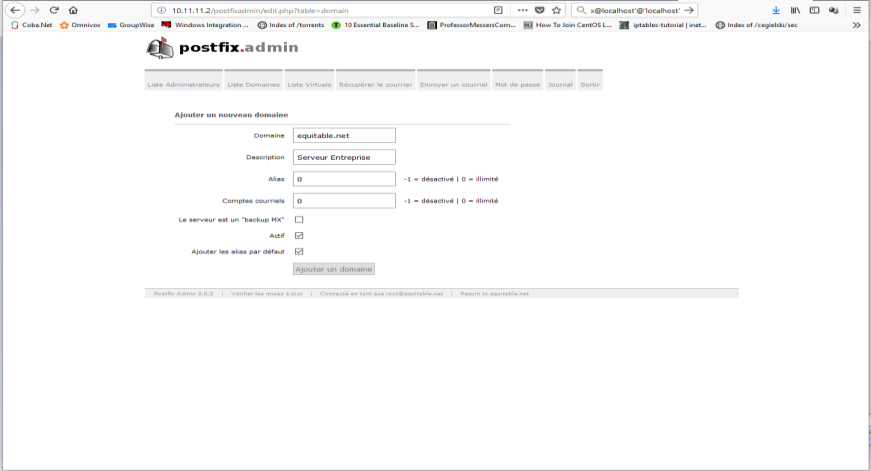 10.11.11.2/postfixadmin/edit.php?table=domain
x@localhost'@'localhost' →
Coba.Net Omnivox GroupWise Windows Integration ... Index of /torrents 10 Essential Baseline S... ProfessorMessersCom... How To Join CentOS L... iptables-tutorial | inet... Index of /cegielski/sec
postfix.admin
Liste Administrateurs Liste Domaines Liste Virtuels Récupérer le courrier Envoyer un courriel Mot de passe Journal Sortir
Ajouter un nouveau domaine
Domaine equitable.net
Description Serveur Entreprise
Alias 0 -1 = désactivé | 0 = illimité
Comptes courriels 0 -1 = désactivé | 0 = illimité
Le serveur est un "backup MX"
Actif
Ajouter les alias par défaut
Ajouter un domaine
Postfix Admin 3.0.2 | Vérifier les mises à jour | Connecté en tant que root@equitable.net | Return to equitable.net